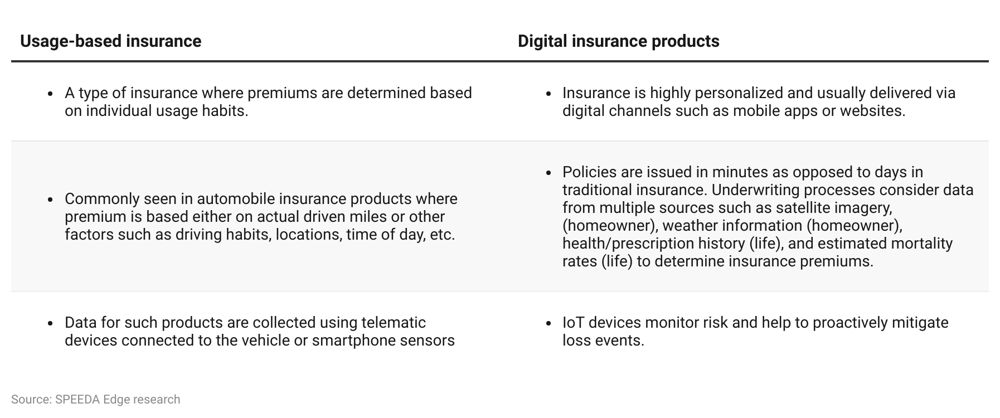 Usage-based insurance
Digital insurance products
• A type of insurance where premiums are determined based
on individual usage habits.
• Insurance is highly personalized and usually delivered via
digital channels such as mobile apps or websites.
• Commonly seen in automobile insurance products where
premium is based either on actual driven miles or other
factors such as driving habits, locations, time of day, etc.
• Policies are issued in minutes as opposed to days in
traditional insurance. Underwriting processes consider data
from multiple sources such as satellite imagery,
(homeowner), weather information (homeowner),
health/prescription history (life), and estimated mortality
rates (life) to determine insurance premiums.
• Data for such products are collected using telematic
devices connected to the vehicle or smartphone sensors
• IoT devices monitor risk and help to proactively mitigate
loss events.
Source: SPEEDA Edge research